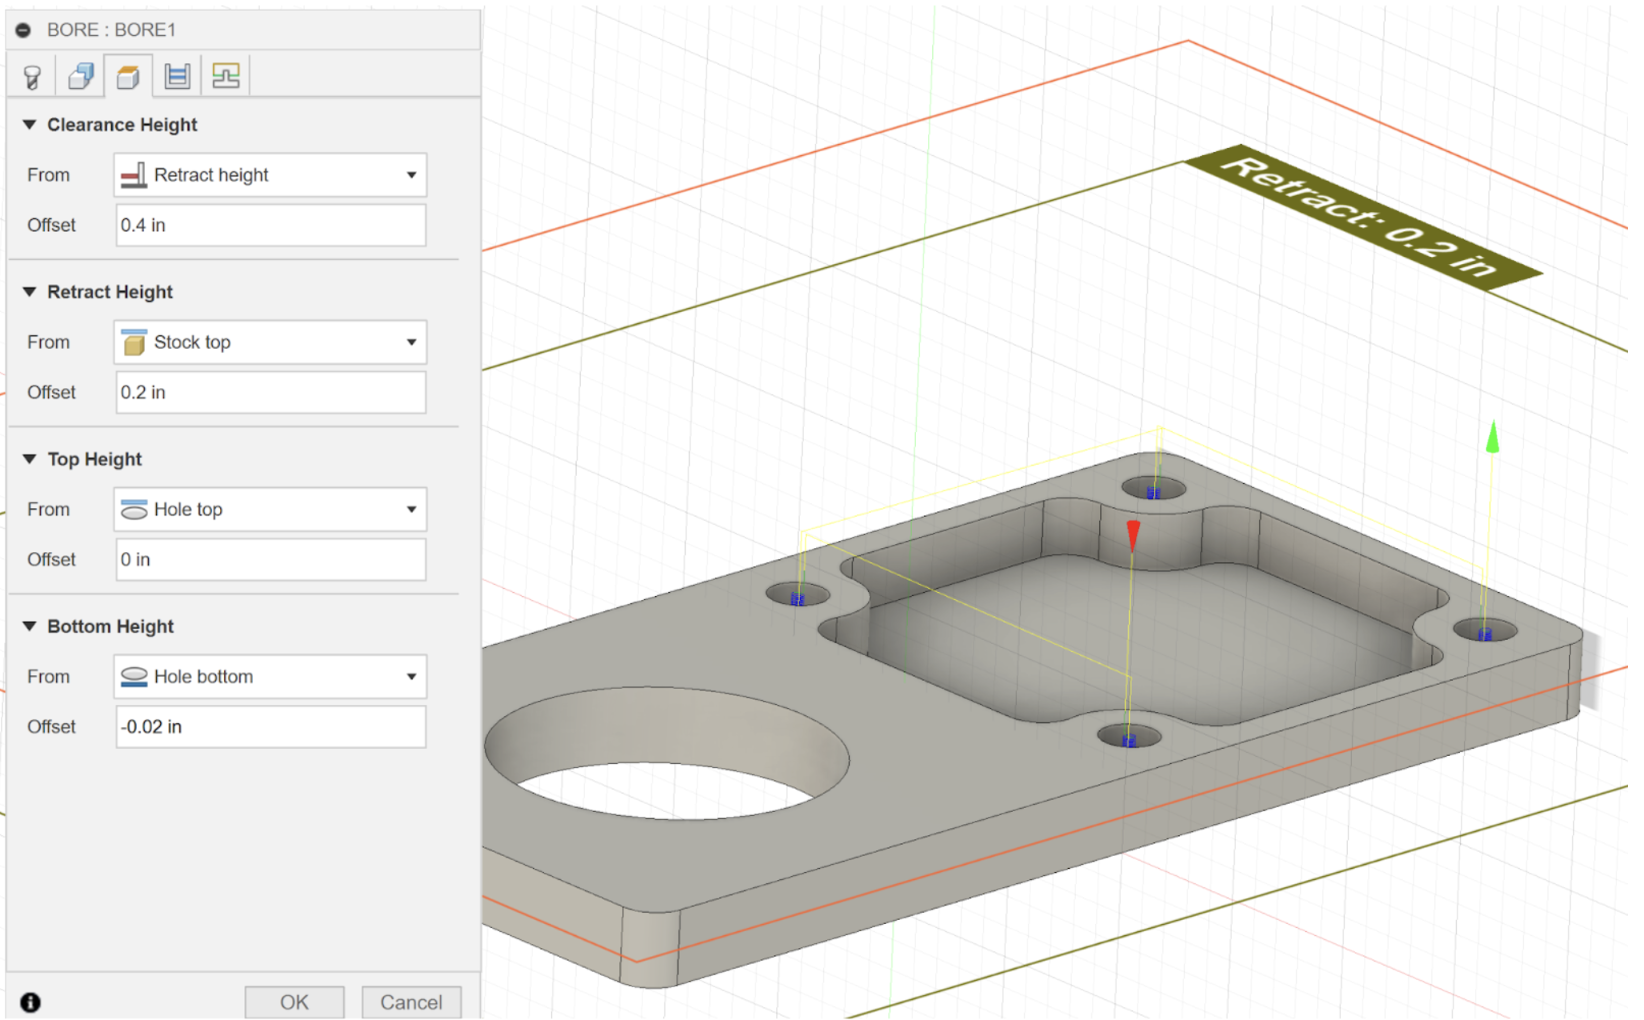 BORE : BORE1
Clearance Height
From Retract height
Offset 0.4 in
Retract Height
From Stock top
Offset 0.2 in
Top Height
From Hole top
Offset 0 in
Bottom Height
From Hole bottom
Offset -0.02 in
OK Cancel
Retract: 0.2 in